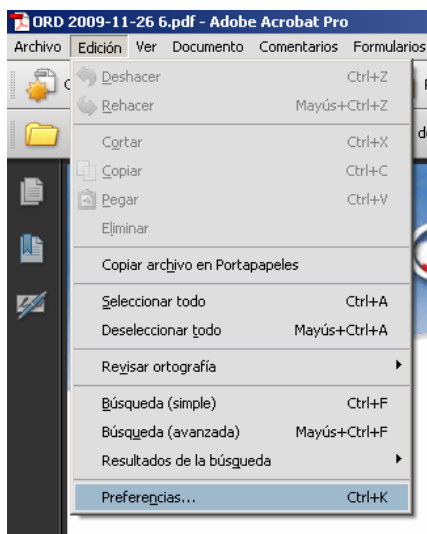 ORD 2009-11-26 6.pdf - Adobe Acrobat Pro
Archivo Edición Ver Documento Comentarios Formularios
Deshacer Ctrl+Z
Rehacer Mayús+Ctrl+Z
Cortar Ctrl+X
Copiar Ctrl+C
Pegar Ctrl+V
Eliminar
Copiar archivo en Portapapeles
Seleccionar todo Ctrl+A
Deseleccionar todo Mayús+Ctrl+A
Revisar ortografía
Búsqueda (simple) Ctrl+F
Búsqueda (avanzada) Mayús+Ctrl+F
Resultados de la búsqueda
Preferencias... Ctrl+K